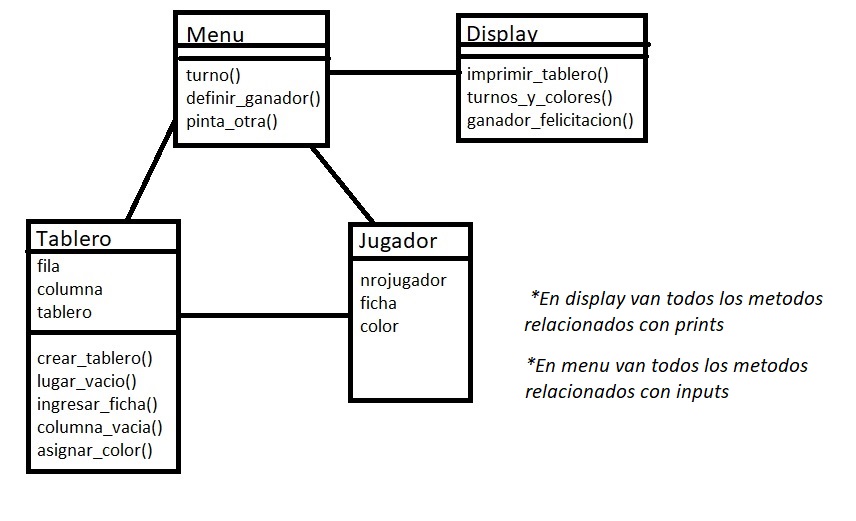 Menu
turno()
definir_ganador()
pinta_otra()
Display
imprimir_tablero()
turnos_y_colores()
ganador_felicitacion()
Tablero
fila
columna
tablero
crear_tablero()
lugar_vacio()
ingresar_ficha()
columna_vacia()
asignar_color()
Jugador
nrojugador
ficha
color
*En display van todos los metodos
relacionados con prints
*En menu van todos los metodos
relacionados con inputs